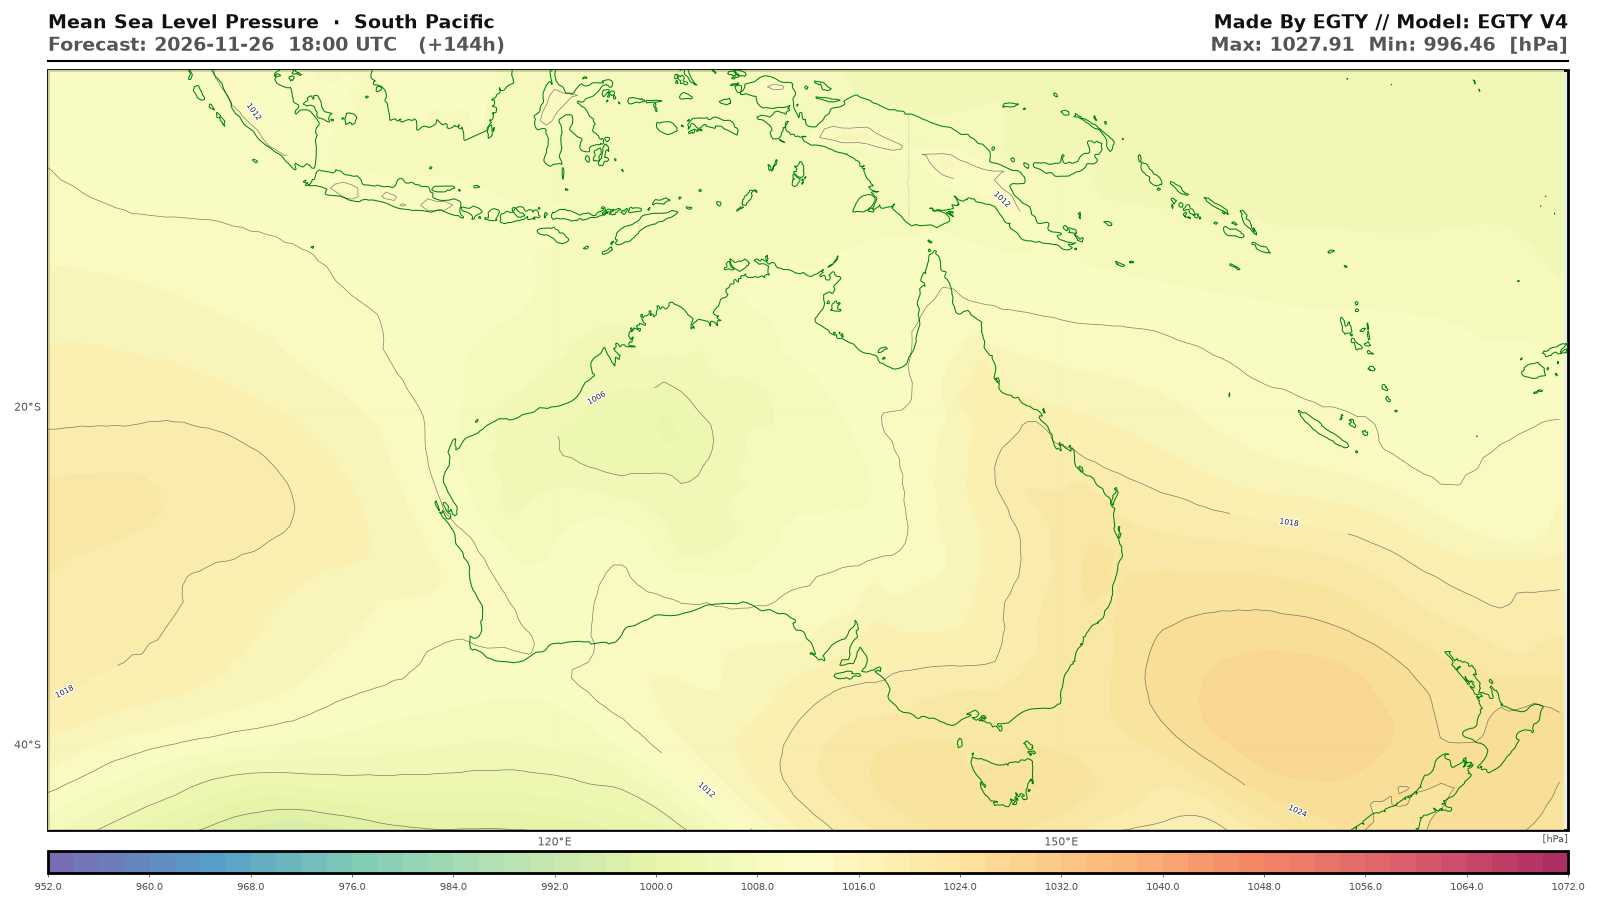 Mean Sea Level Pressure · South Pacific
Made By EGTY // Model: EGTY V4
Forecast: 2026-11-26 18:00 UTC (+144h)
Max: 1027.91 Min: 996.46 [hPa]
1012
1012
1006
20°S
1018
1018
40°S
1012
1024
120°E
150°E
[hPa]
952.0 960.0 968.0 976.0 984.0 992.0 1000.0 1008.0 1016.0 1024.0 1032.0 1040.0 1048.0 1056.0 1064.0 1072.0